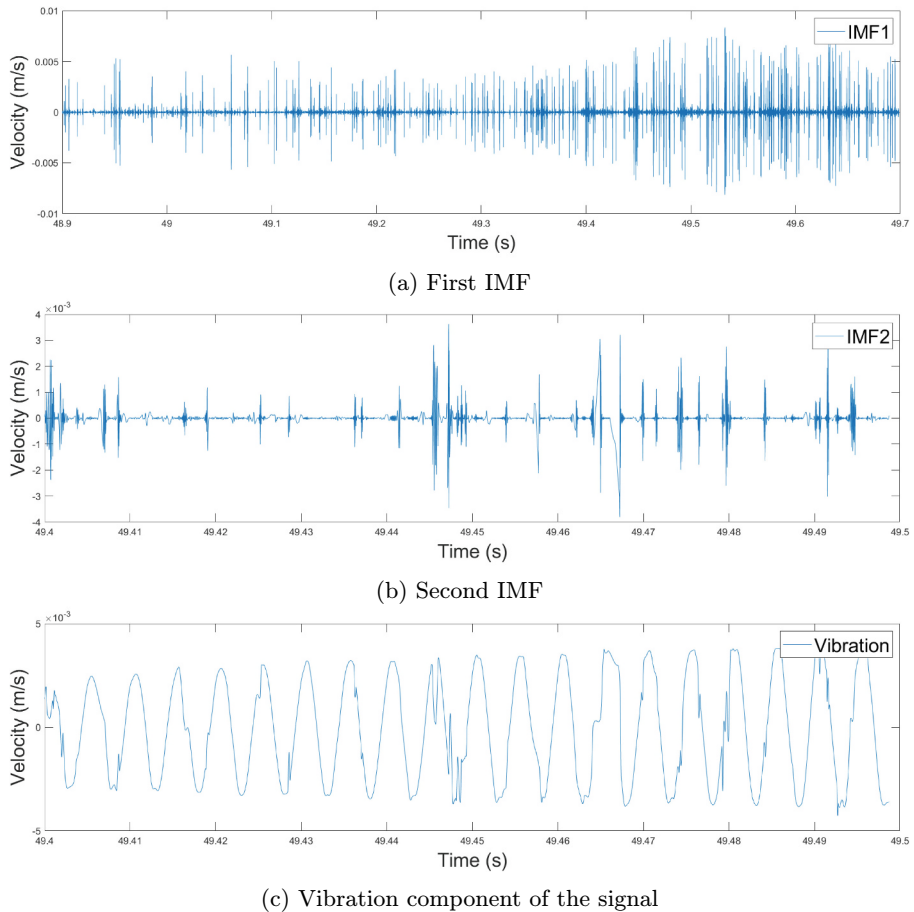 0.01
IMF1
0.005
0
-0.005
-0.01
Velocity (m/s)
48.9 49 49.1 49.2 49.3 49.4 49.5 49.6 49.7
Time (s)
(a) First IMF
×10⁻³
4
IMF2
3
2
1
0
-1
-2
-3
-4
Velocity (m/s)
49.4 49.41 49.42 49.43 49.44 49.45 49.46 49.47 49.48 49.49 49.5
Time (s)
(b) Second IMF
×10⁻³
5
Vibration
0
-5
Velocity (m/s)
49.4 49.41 49.42 49.43 49.44 49.45 49.46 49.47 49.48 49.49 49.5
Time (s)
(c) Vibration component of the signal